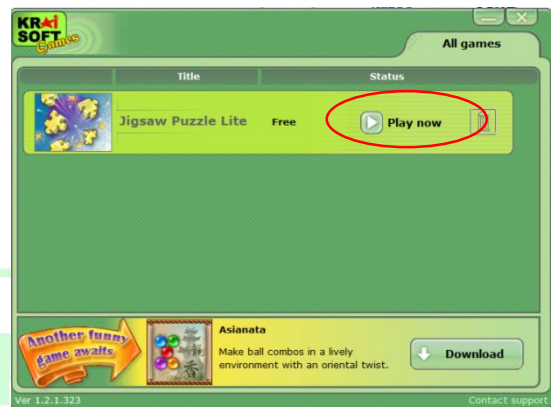 KRAI
SOFT
Games
All games
Title Status
Jigsaw Puzzle Lite Free Play now
Another funny
game awaits
Asianata
Make ball combos in a lively
environment with an oriental twist.
Download
Ver 1.2.1.323 Contact support